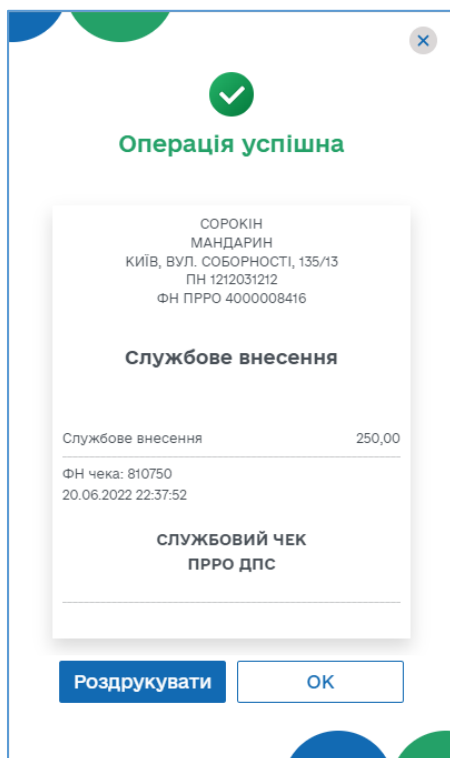 Операція успішна
СОРОКІН
МАНДАРИН
КИЇВ, ВУЛ. СОБОРНОСТІ, 135/13
ПН 1212031212
ФН ПРРО 4000008416
Службове внесення
Службове внесення 250,00
ФН чека: 810750
20.06.2022 22:37:52
СЛУЖБОВИЙ ЧЕК
ПРРО ДПС
Роздрукувати ОК